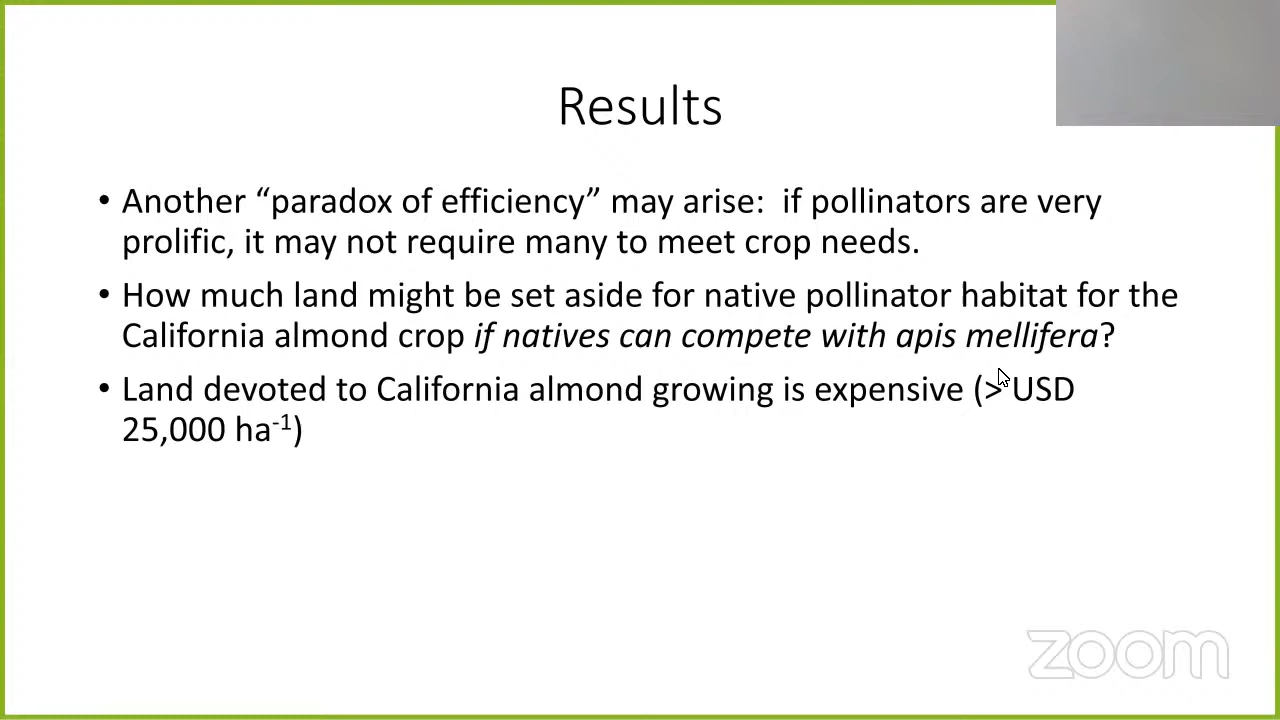 Results
• Another “paradox of efficiency” may arise:  if pollinators are very
prolific, it may not require many to meet crop needs.
• How much land might be set aside for native pollinator habitat for the
California almond crop if natives can compete with apis mellifera?
• Land devoted to California almond growing is expensive (> USD
25,000 ha⁻¹)
zoom